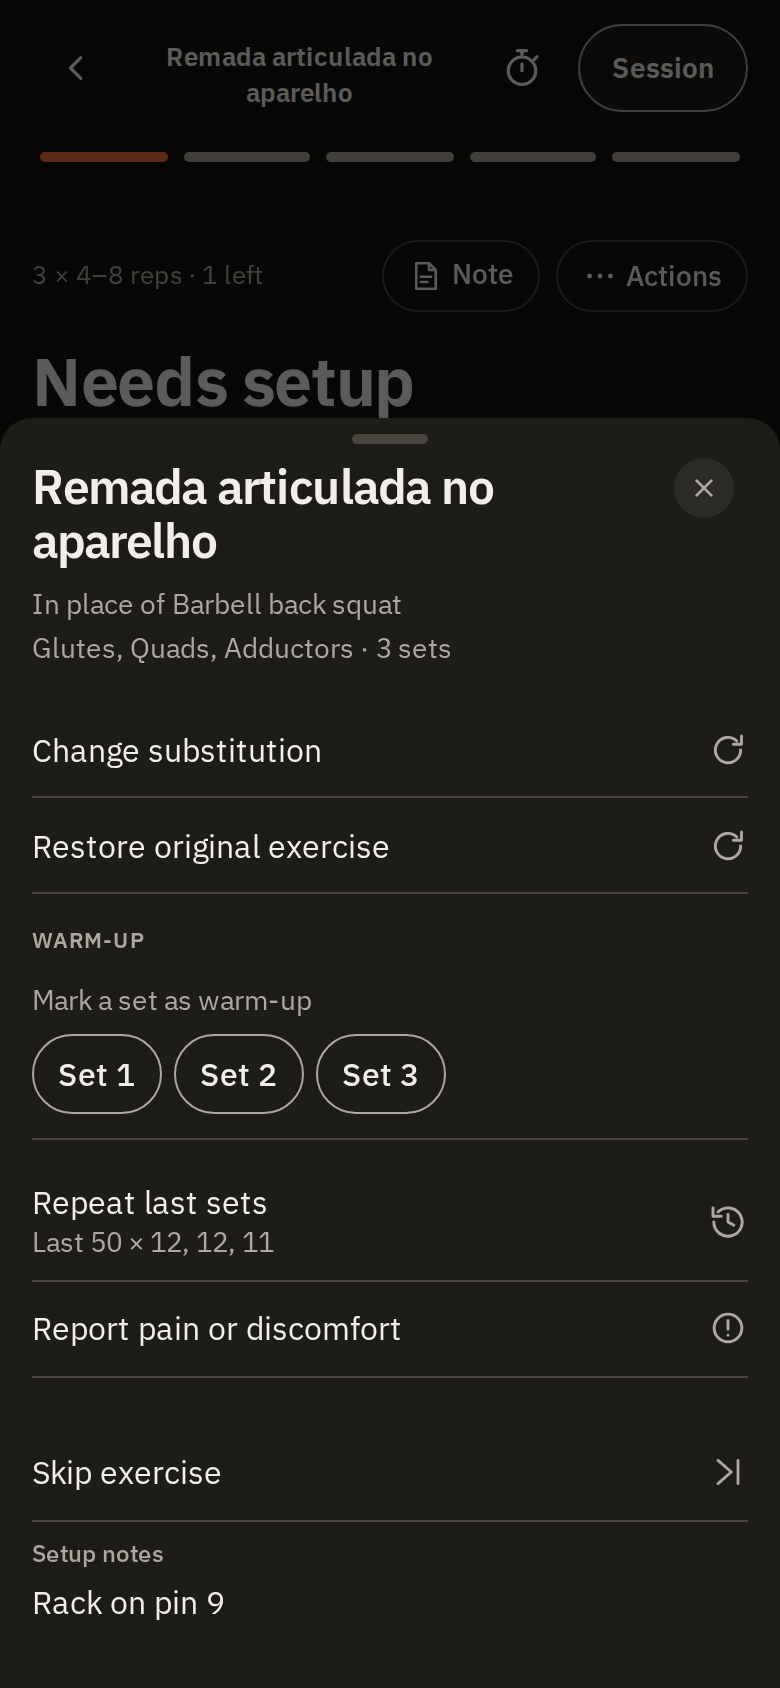 Remada articulada no
aparelho
Session
3 × 4–8 reps · 1 left
Note
Actions
Needs setup
Remada articulada no
aparelho
In place of Barbell back squat
Glutes, Quads, Adductors · 3 sets
Change substitution
Restore original exercise
WARM-UP
Mark a set as warm-up
Set 1
Set 2
Set 3
Repeat last sets
Last 50 × 12, 12, 11
Report pain or discomfort
Skip exercise
Setup notes
Rack on pin 9